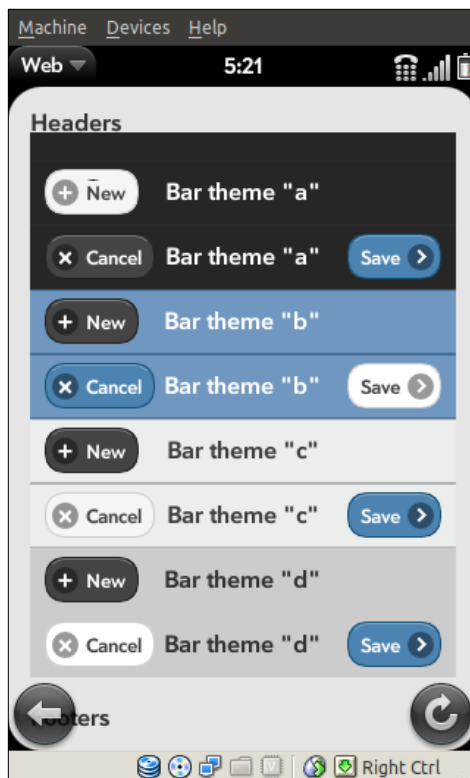 Machine Devices Help
Web 5:21
Headers
New Bar theme "a"
Cancel Bar theme "a" Save
New Bar theme "b"
Cancel Bar theme "b" Save
New Bar theme "c"
Cancel Bar theme "c" Save
New Bar theme "d"
Cancel Bar theme "d" Save
Footers
Right Ctrl